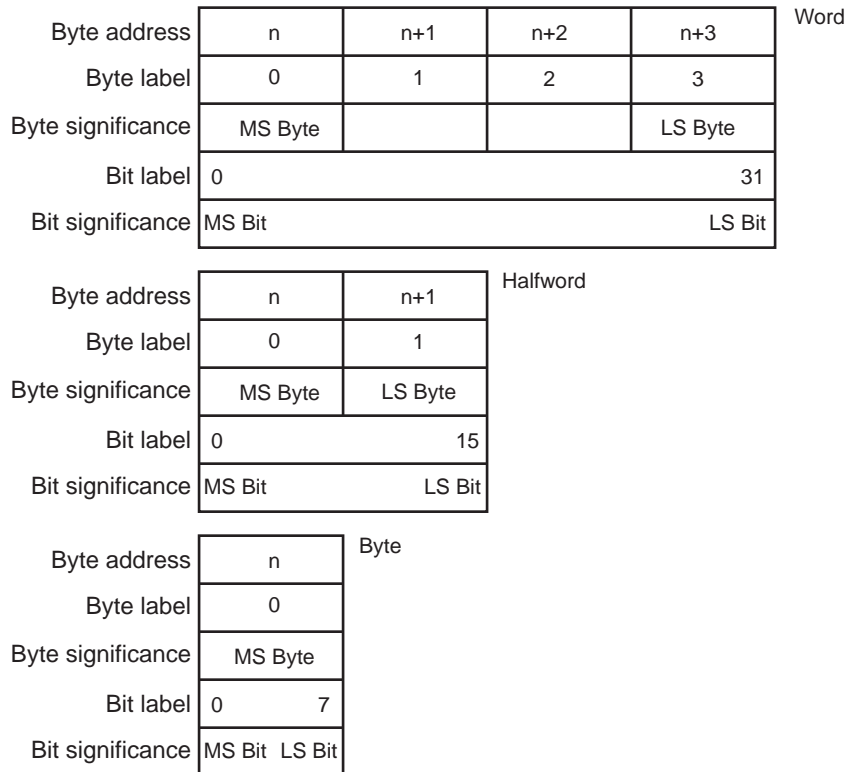 Word
Byte address n n+1 n+2 n+3
Byte label 0 1 2 3
Byte significance MS Byte LS Byte
Bit label 0 31
Bit significance MS Bit LS Bit
Halfword
Byte address n n+1
Byte label 0 1
Byte significance MS Byte LS Byte
Bit label 0 15
Bit significance MS Bit LS Bit
Byte
Byte address n
Byte label 0
Byte significance MS Byte
Bit label 0 7
Bit significance MS Bit LS Bit